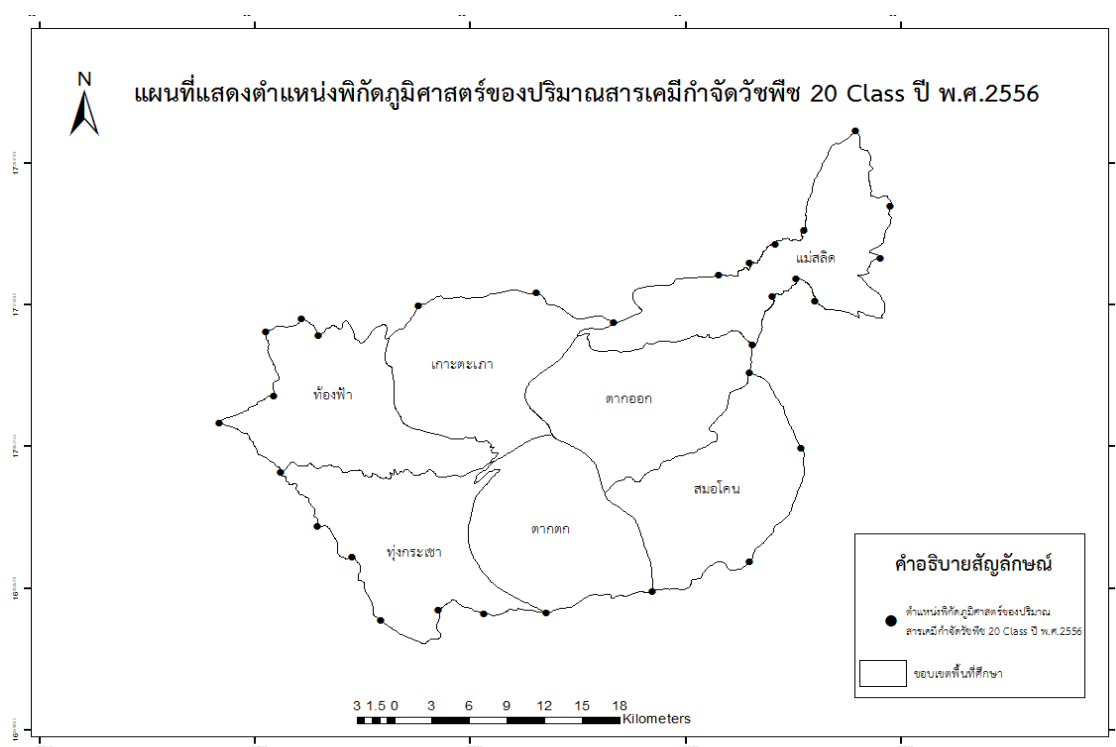 N
แผนที่แสดงตำแหน่งพิกัดภูมิศาสตร์ของปริมาณสารเคมีกำจัดวัชพืช 20 Class ปี พ.ศ.2556
แม่สลิด
เกาะตะเภา
ท้องฟ้า
ตากออก
สมอโคน
ตากตก
ทุ่งกระเชา
คำอธิบายสัญลักษณ์
ตำแหน่งพิกัดภูมิศาสตร์ของปริมาณ
สารเคมีกำจัดวัชพืช 20 Class ปี พ.ศ.2556
ขอบเขตพื้นที่ศึกษา
3 1.5 0 3 6 9 12 15 18
Kilometers